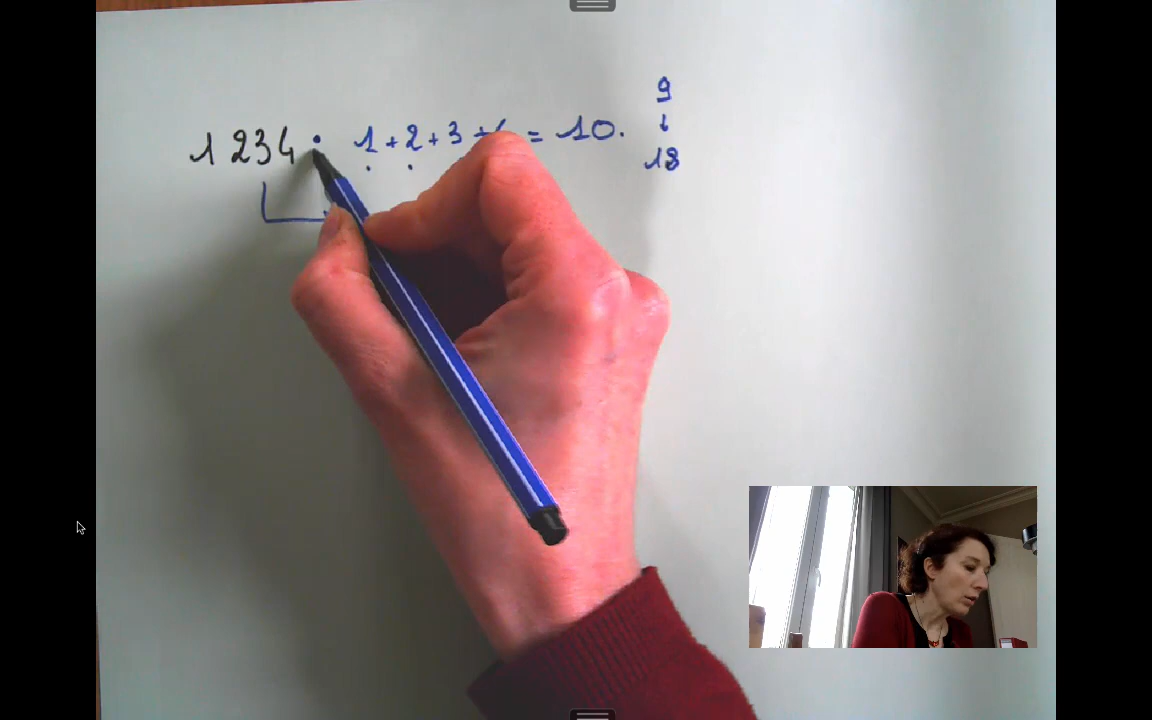 1 234 . 1 + 2 + 3 + 4 = 10.
9
↓
18